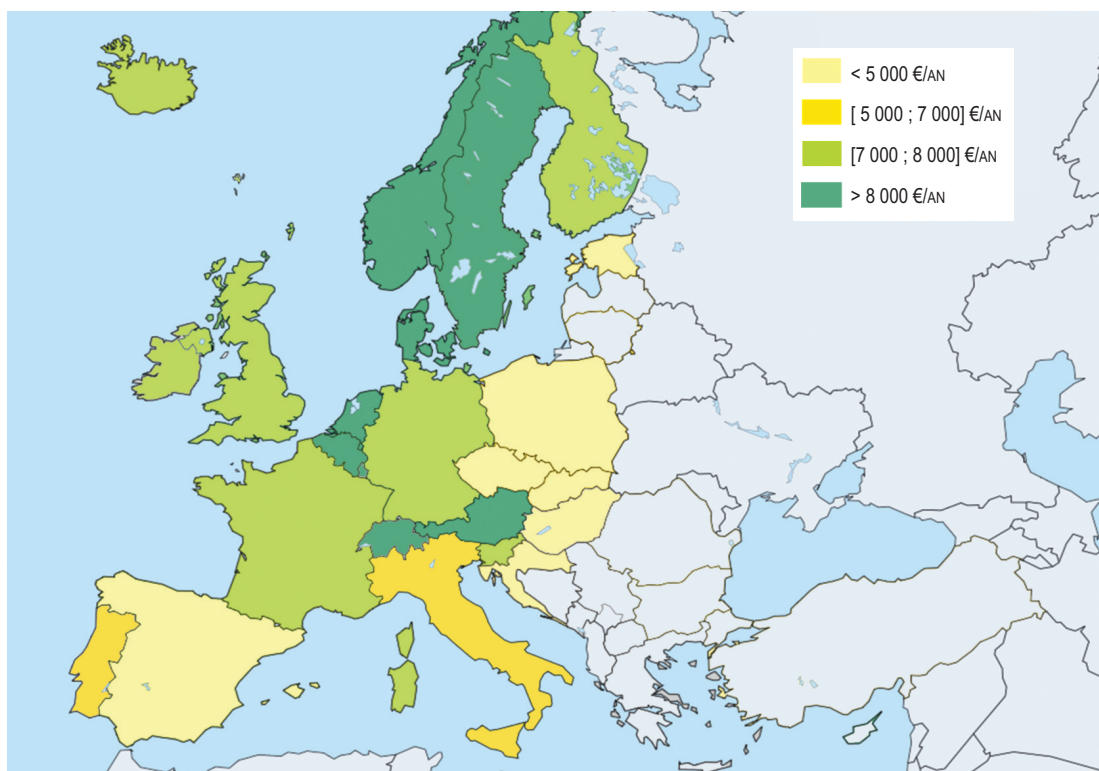 < 5 000 €/AN
[ 5 000 ; 7 000] €/AN
[7 000 ; 8 000] €/AN
> 8 000 €/AN